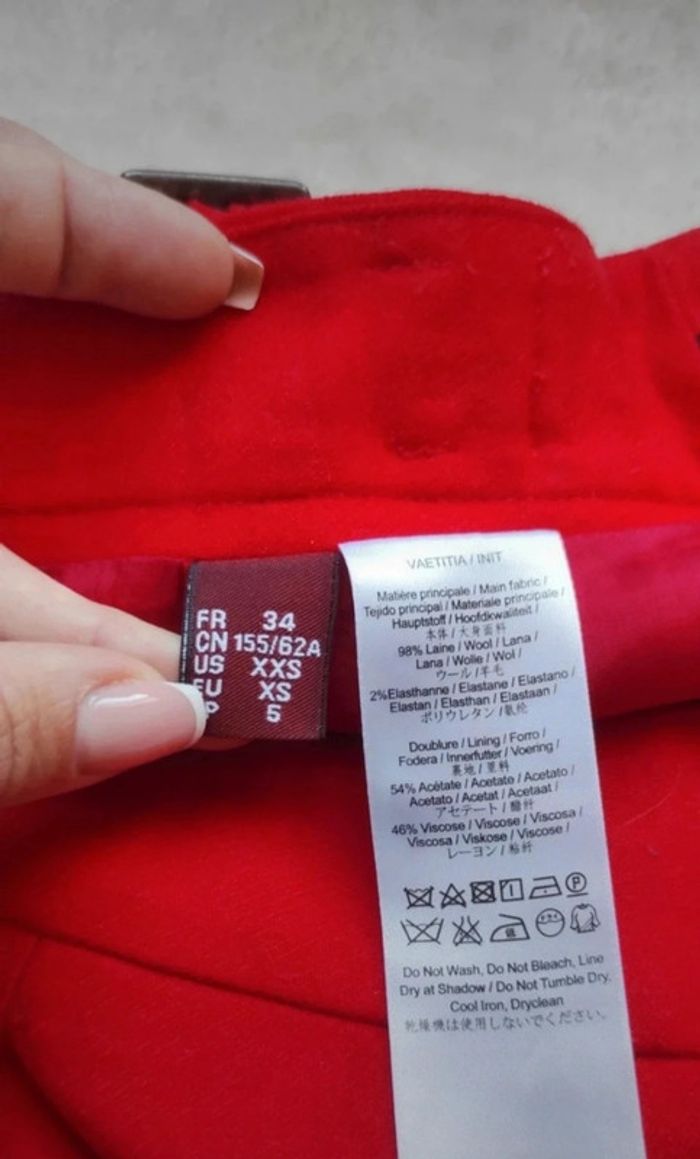 FR 34
CN 155/62A
US XXS
EU XS
5
VAETITIA / INIT
Matière principale / Main fabric /
Tejido principal / Materiale principale /
Hauptstoff / Hoofdkwaliteit /
本体 / 大身面料
98% Laine / Wool / Lana /
Lana / Wolle / Wol /
ウール / 羊毛
2%Elasthanne / Elastane / Elastano /
Elastan / Elasthan / Elastaan /
ポリウレタン / 氨纶
Doublure / Lining / Forro /
Fodera / Innerfutter / Voering /
裏地 / 里料
54% Acétate / Acetate / Acetato /
Acetato / Acetat / Acetaat /
アセテート / 醋纤
46% Viscose / Viscose / Viscosa /
Viscosa / Viskose / Viscose /
レーヨン / 粘纤
P
Do Not Wash, Do Not Bleach, Line
Dry at Shadow / Do Not Tumble Dry.
Cool Iron, Dryclean
乾燥機は使用しないでください。